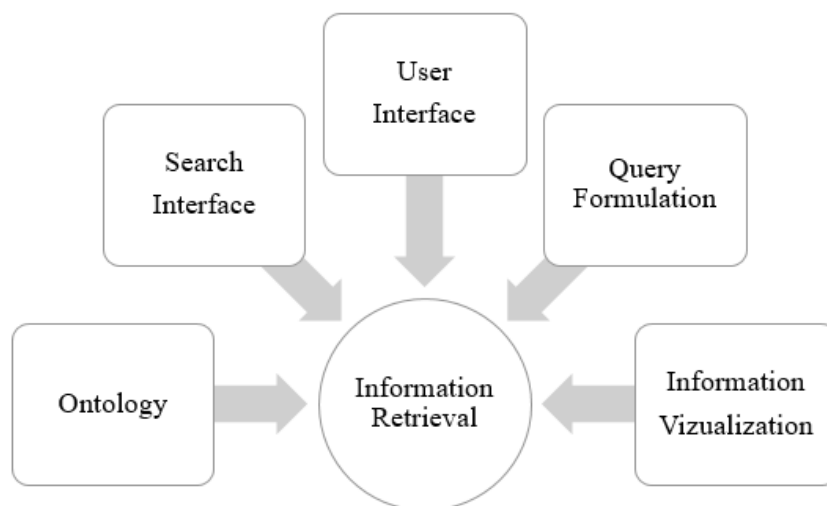 User
Interface
Search
Interface
Query
Formulation
Ontology
Information
Retrieval
Information
Vizualization